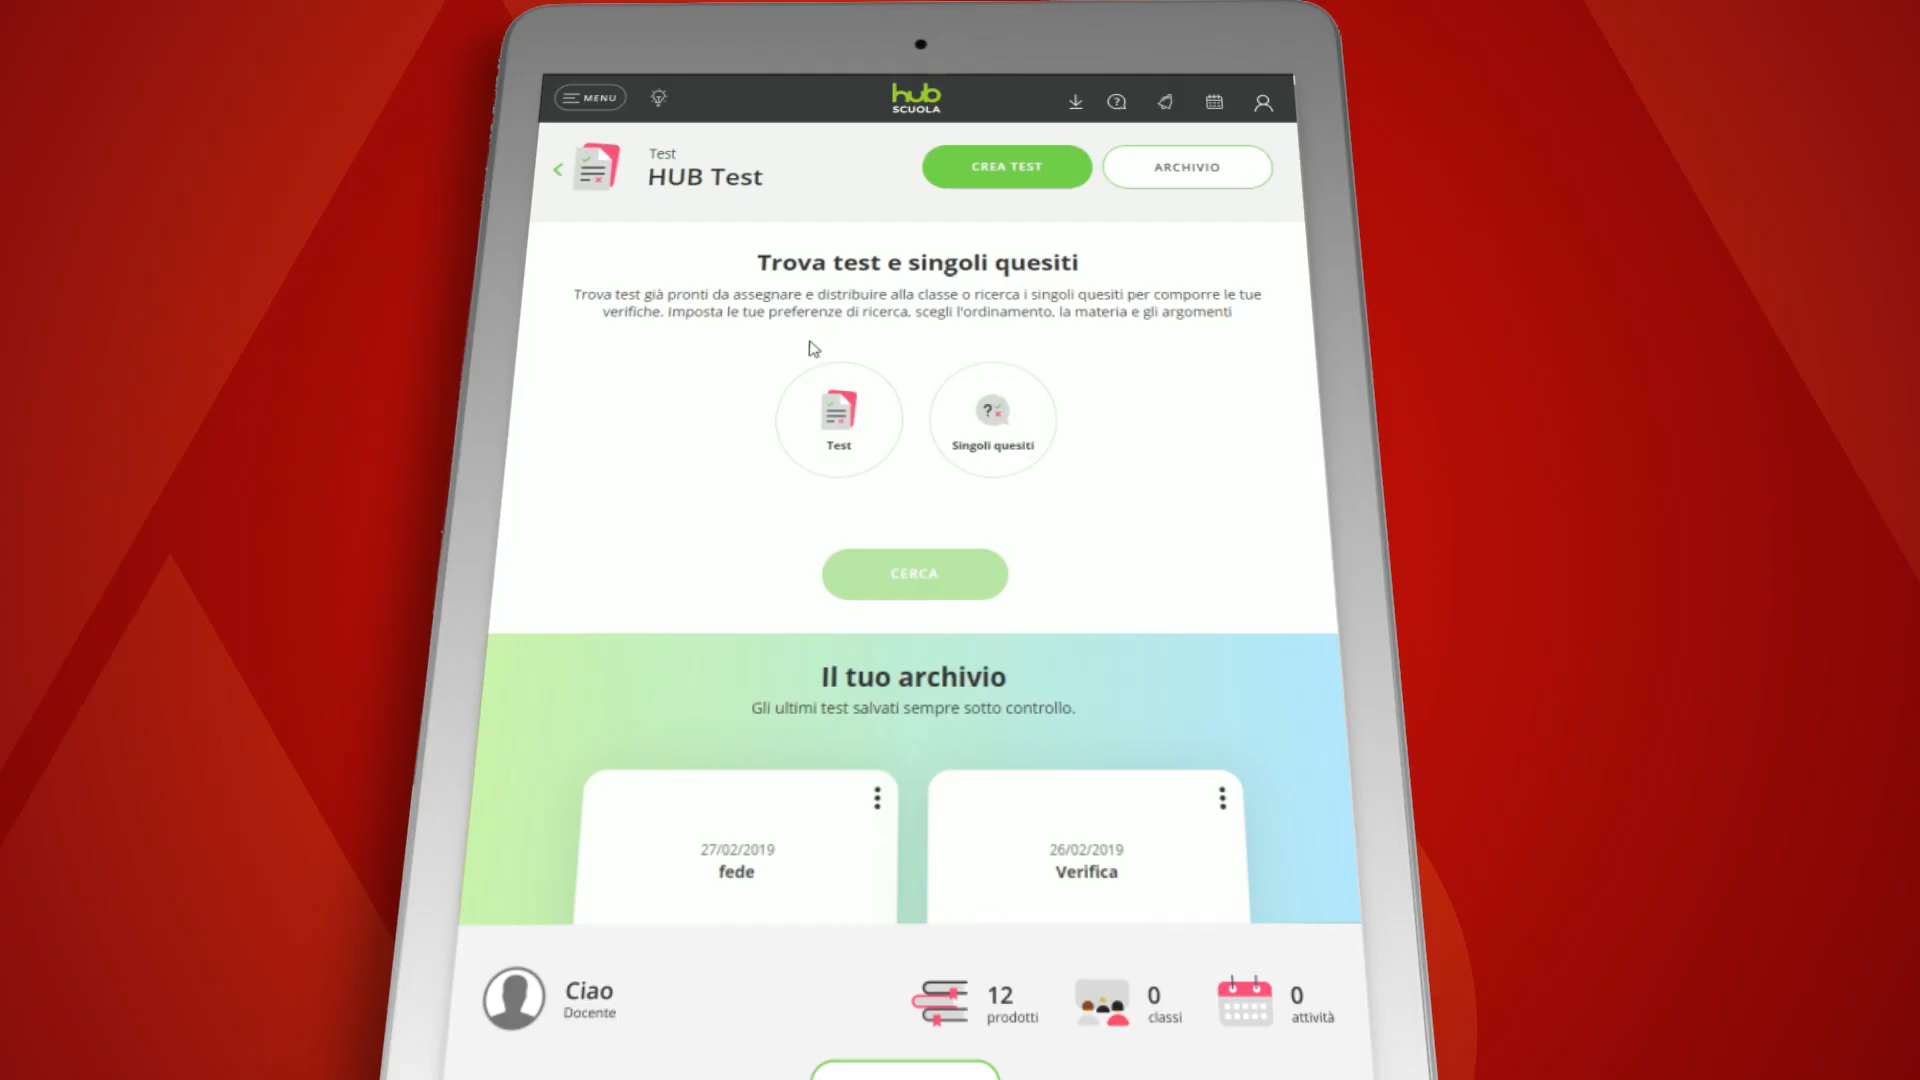 MENU
hub
SCUOLA
Test
HUB Test
CREA TEST
ARCHIVIO
Trova test e singoli quesiti
Trova test già pronti da assegnare e distribuire alla classe o ricerca i singoli quesiti per comporre le tue
verifiche. Imposta le tue preferenze di ricerca, scegli l'ordinamento, la materia e gli argomenti
Test
Singoli quesiti
CERCA
Il tuo archivio
Gli ultimi test salvati sempre sotto controllo.
27/02/2019
fede
26/02/2019
Verifica
Ciao
Docente
12
prodotti
0
classi
0
attività